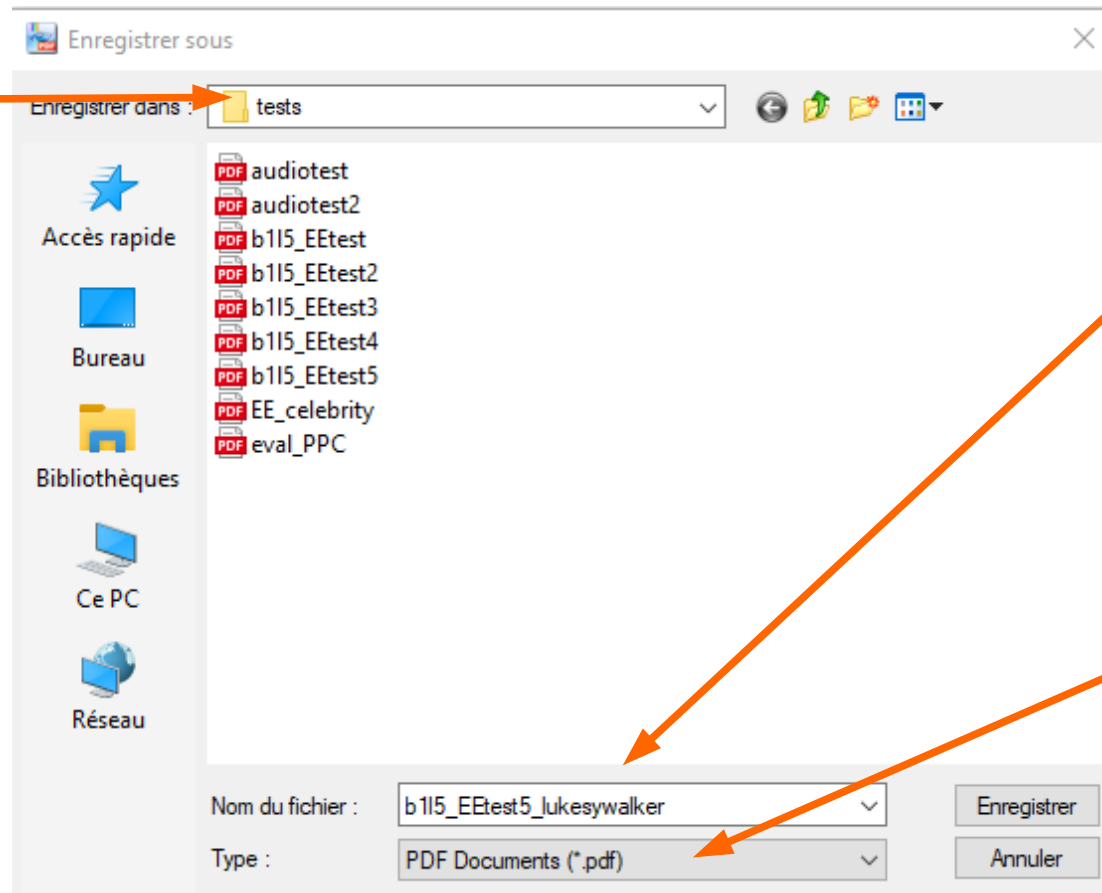 Enregistrer sous
Enregistrer dans : tests
audiotest
audiotest2
b1l5_EEtest
b1l5_EEtest2
b1l5_EEtest3
b1l5_EEtest4
b1l5_EEtest5
EE_celebrity
eval_PPC
Accès rapide
Bureau
Bibliothèques
Ce PC
Réseau
Nom du fichier : b1l5_EEtest5_lukesywalker Enregistrer
Type : PDF Documents (*.pdf) Annuler